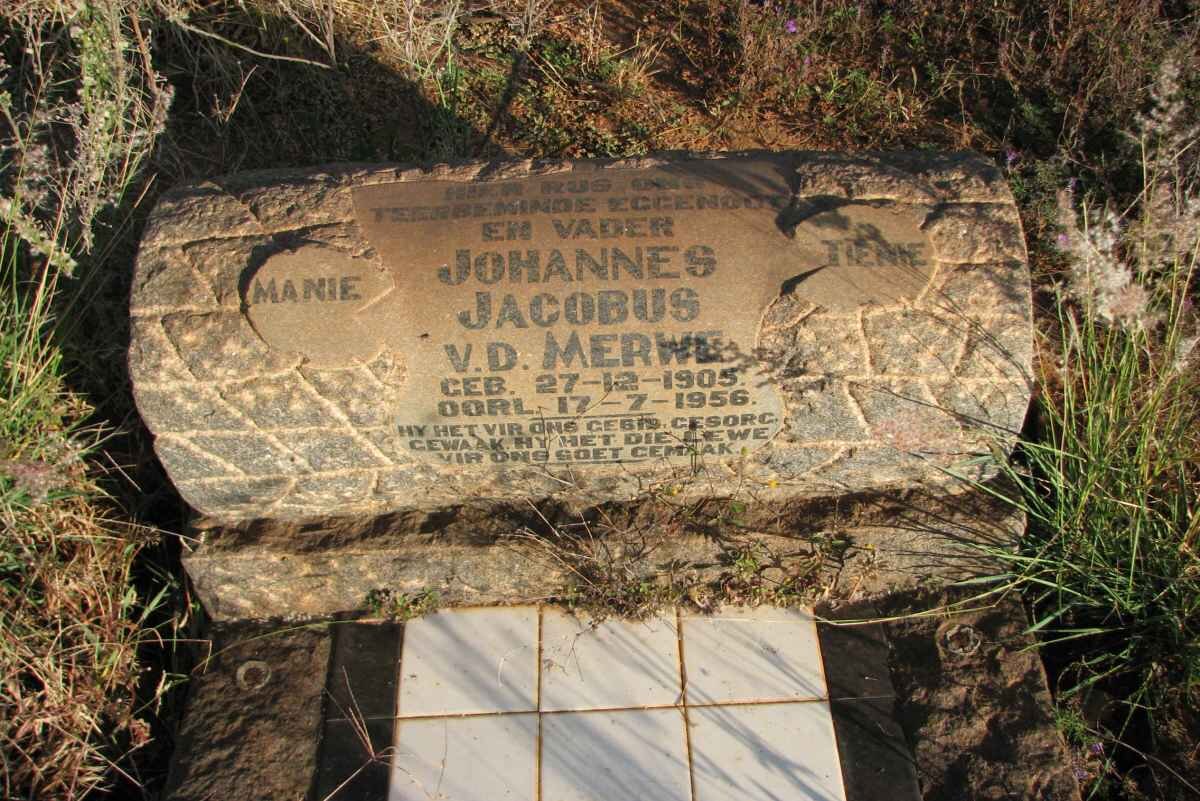 HIER RUS ONS
TEERBEMINDE EGGENOOT
EN VADER
MANIE
TIENIE
JOHANNES
JACOBUS
V.D. MERWE
GEB. 27-12-1905.
OORL. 17-7-1956.
HY HET VIR ONS GEBID, GESORG,
GEWAAK HY HET DIE LEWE
VIR ONS SOET GEMAAK.